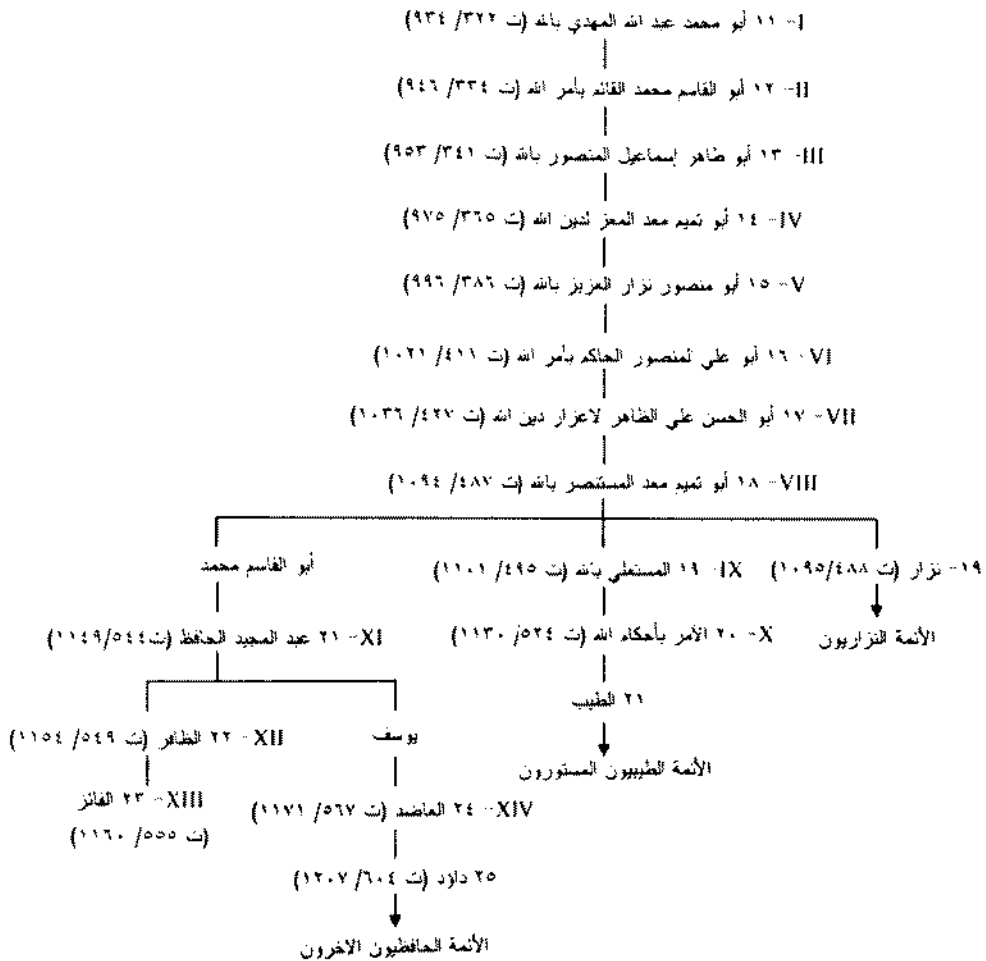 I- ١١ أبو محمد عبد الله المهدي بالله (ت ٣٢٢/ ٩٣٤)
II- ١٢ أبو القاسم محمد القائم بأمر الله (ت ٣٣٤/ ٩٤٦)
III- ١٣ أبو طاهر إسماعيل المنصور بالله (ت ٣٤١/ ٩٥٣)
IV- ١٤ أبو تميم معد المعز لدين الله (ت ٣٦٥/ ٩٧٥)
V- ١٥ أبو منصور نزار العزيز بالله (ت ٣٨٦/ ٩٩٦)
VI- ١٦ أبو علي لمنصور الحاكم بأمر الله (ت ٤١١/ ١٠٢١)
VII- ١٧ أبو الحسن علي الظاهر لاعزار دين الله (ت ٤٢٧/ ١٠٣٦)
VIII- ١٨ أبو تميم معد المستنصر بالله (ت ٤٨٧/ ١٠٩٤)
١٩- نزار (ت ٤٨٨/١٠٩٥)
IX- ١٩ المستعلي بالله (ت ٤٩٥/ ١١٠١)
أبو القاسم محمد
الأئمة النزاريون
X- ٢٠ الآمر بأحكام الله (ت ٥٢٤/ ١١٣٠)
XI- ٢١ عبد المجيد الحافظ (ت٥٤٤/١١٤٩)
٢١ الطيب
يوسف
XII- ٢٢ الظافر (ت ٥٤٩/ ١١٥٤)
الأئمة الطيبيون المستورون
XIV- ٢٤ العاضد (ت ٥٦٧/ ١١٧١)
XIII- ٢٣ الفائز
(ت ٥٥٥/ ١١٦٠)
٢٥ داؤد (ت ٦٠٤/ ١٢٠٧)
الأئمة الحافظيون الاخرون